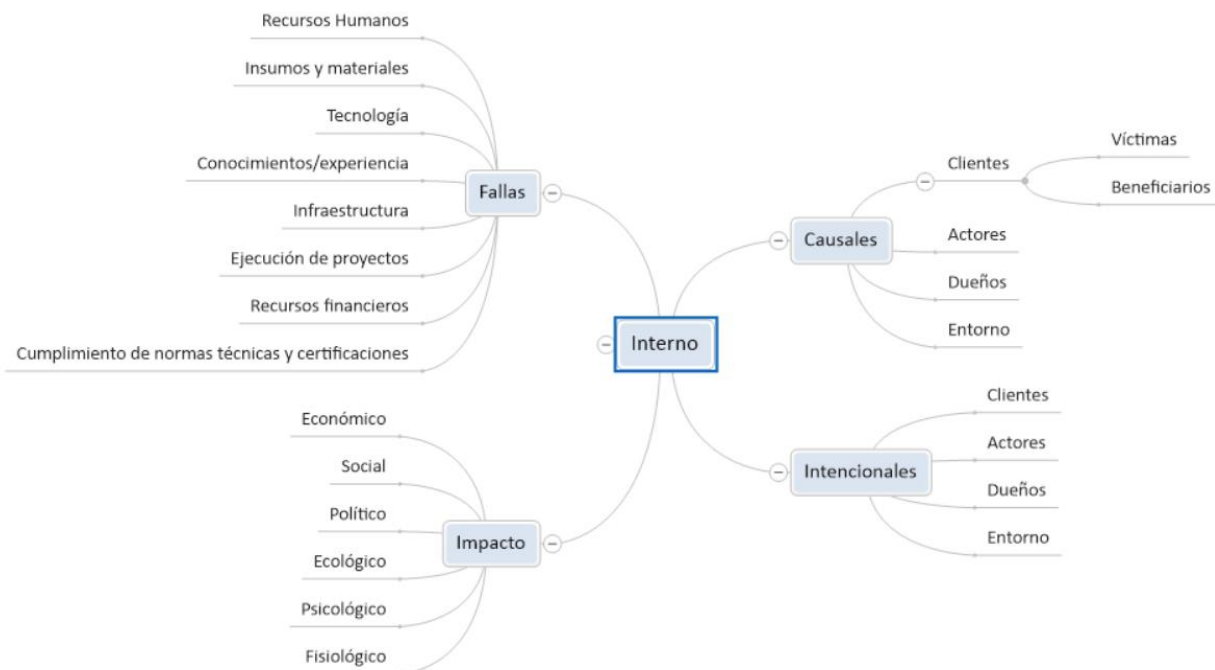 Recursos Humanos
Insumos y materiales
Tecnología
Conocimientos/experiencia
Infraestructura
Ejecución de proyectos
Recursos financieros
Cumplimiento de normas técnicas y certificaciones
Fallas
Económico
Social
Político
Ecológico
Psicológico
Fisiológico
Impacto
Interno
Causales
Clientes
Víctimas
Beneficiarios
Actores
Dueños
Entorno
Intencionales
Clientes
Actores
Dueños
Entorno